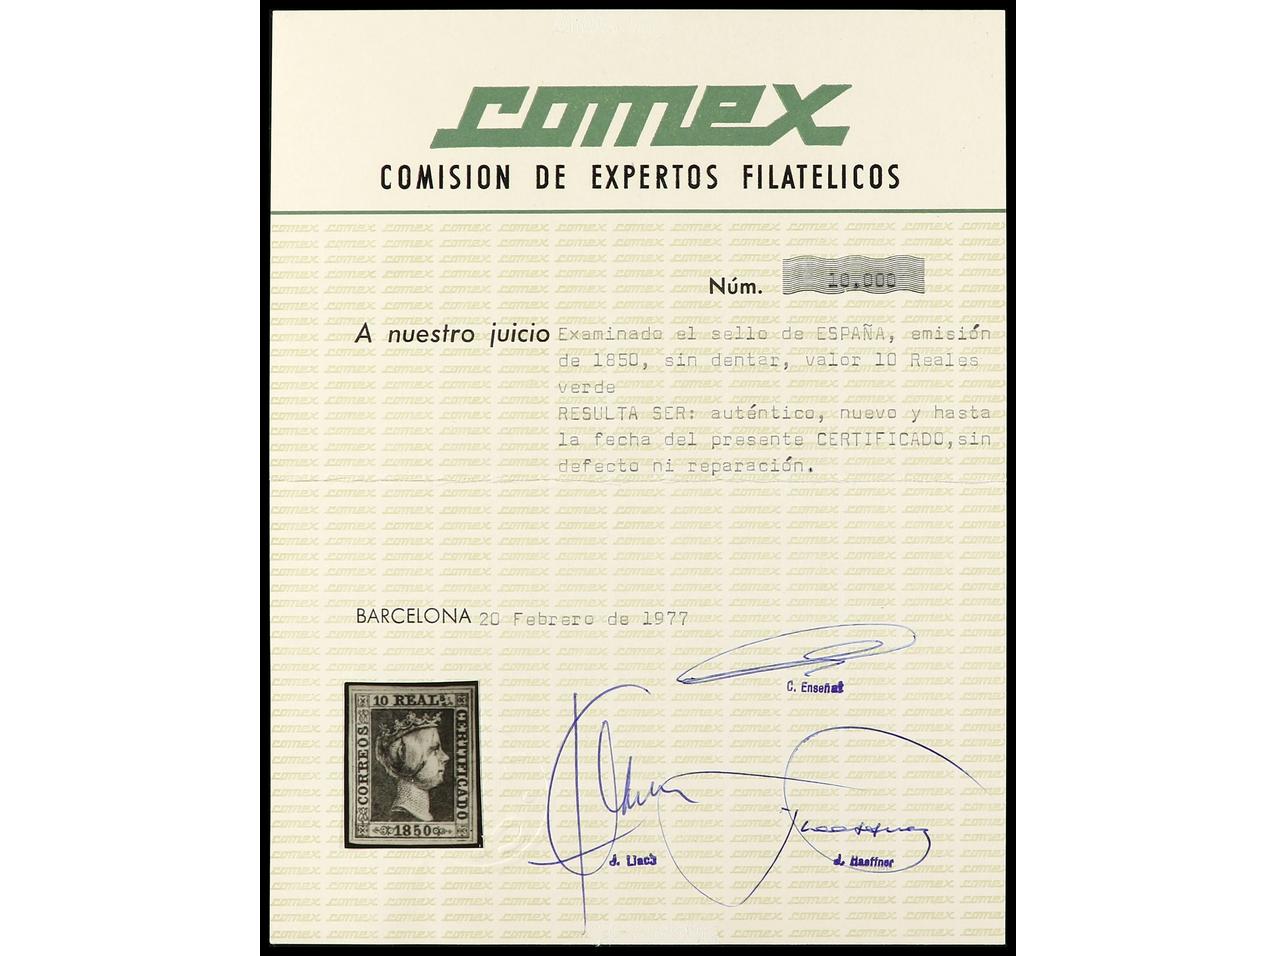 comex
COMISION DE EXPERTOS FILATELICOS
Núm. 10.000
A nuestro juicio Examinado el sello de ESPAÑA, emisión
de 1850, sin dentar, valor 10 Reales
verde
RESULTA SER: auténtico, nuevo y hasta
la fecha del presente CERTIFICADO,sin
defecto ni reparación.
BARCELONA 20 Febrero de 1977
C. Enseñat
10 REALs.
CORREOS
CERTIFICADO
1850
J. Llach
J. Haeffner